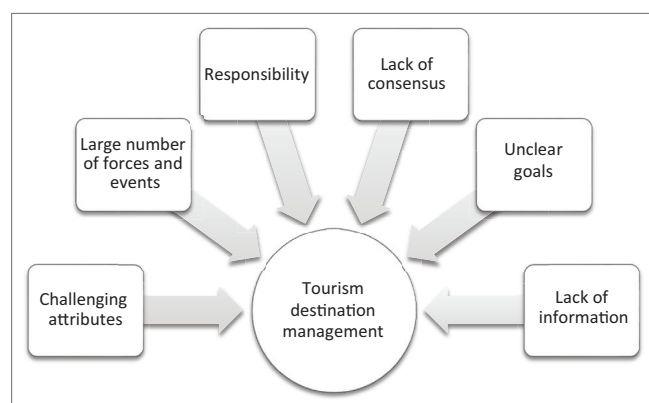 Challenging
attributes
Large number
of forces and
events
Responsibility
Lack of
consensus
Unclear
goals
Lack of
information
Tourism
destination
management